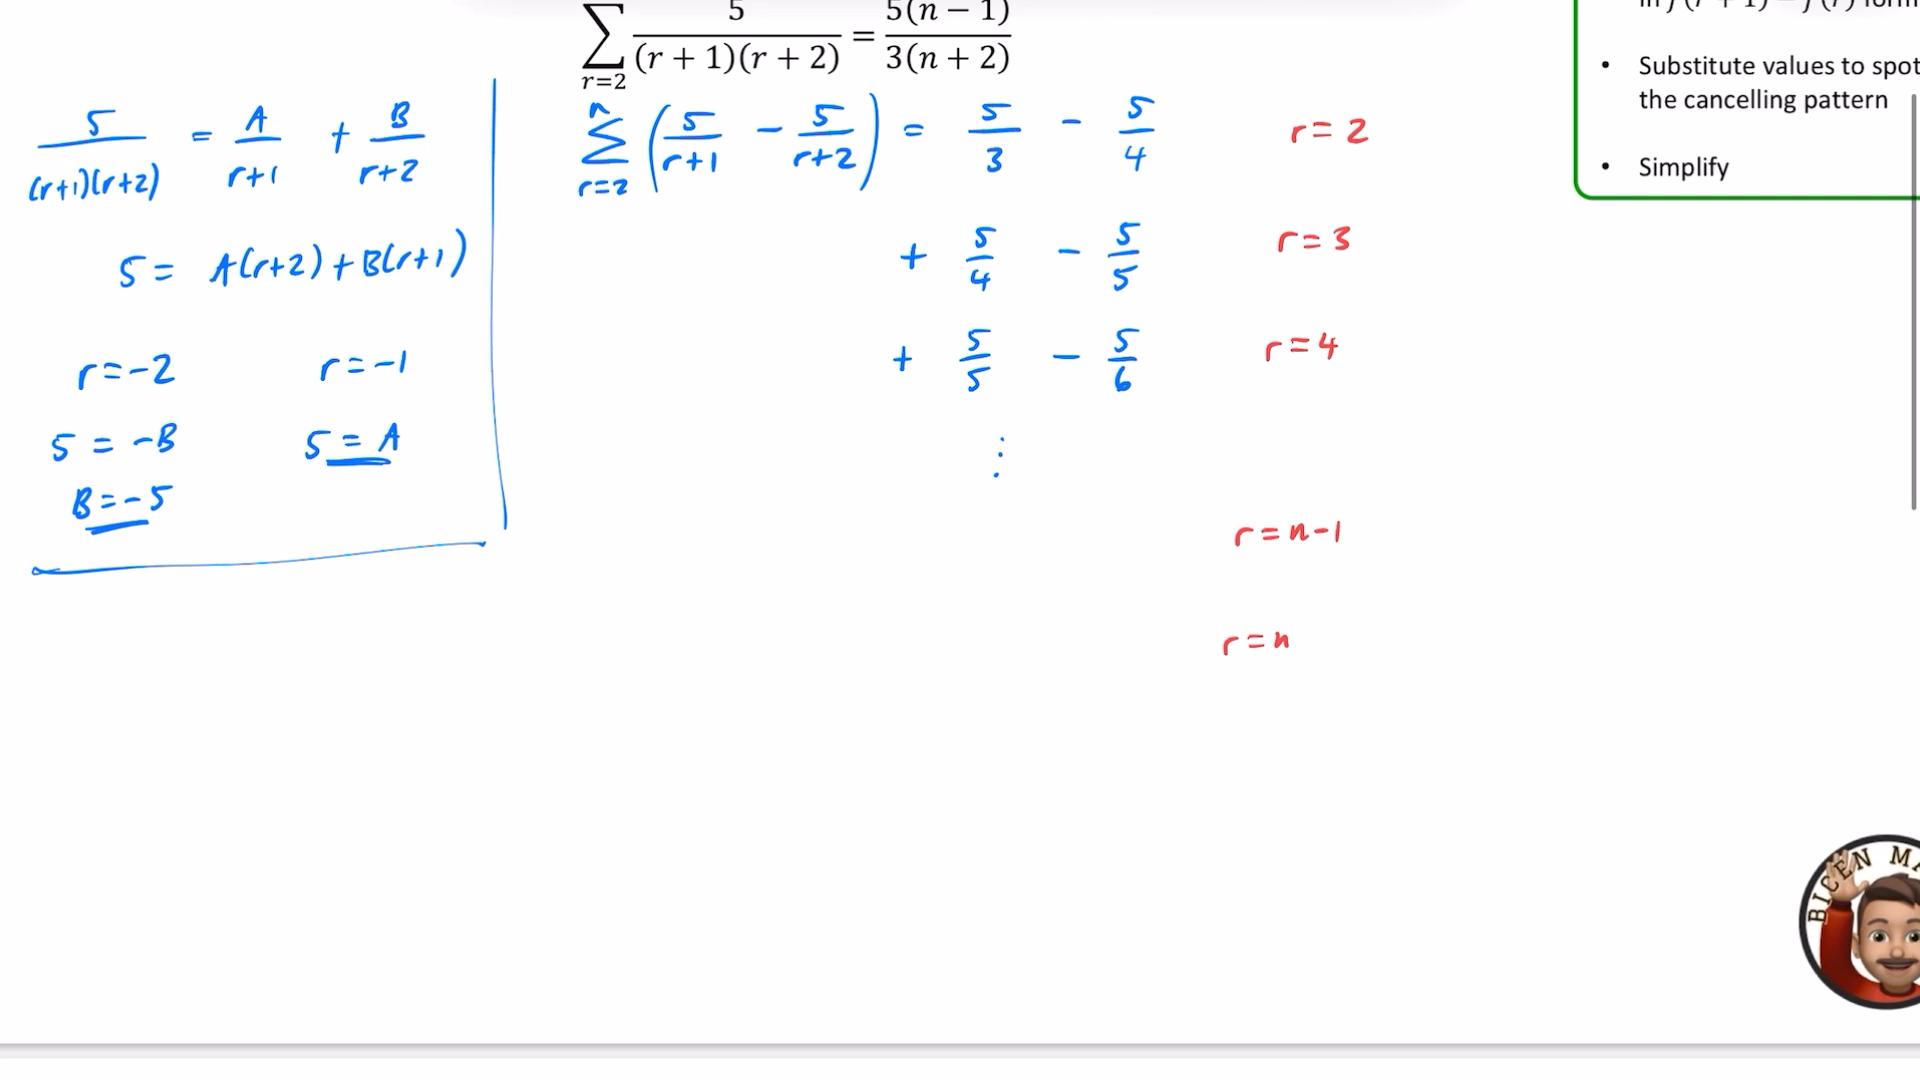 ∑_{r=2} 5/((r + 1)(r + 2)) = 5(n − 1)/(3(n + 2))
5/((r+1)(r+2)) = A/(r+1) + B/(r+2)
5 = A(r+2) + B(r+1)
r = -2 r = -1
5 = -B 5 = A
B = -5
∑_{r=2}^{n} (5/(r+1) - 5/(r+2)) = 5/3 - 5/4 r = 2
+ 5/4 - 5/5 r = 3
+ 5/5 - 5/6 r = 4
⋮
r = n-1
r = n
• Substitute values to spot
the cancelling pattern
• Simplify
BICEN